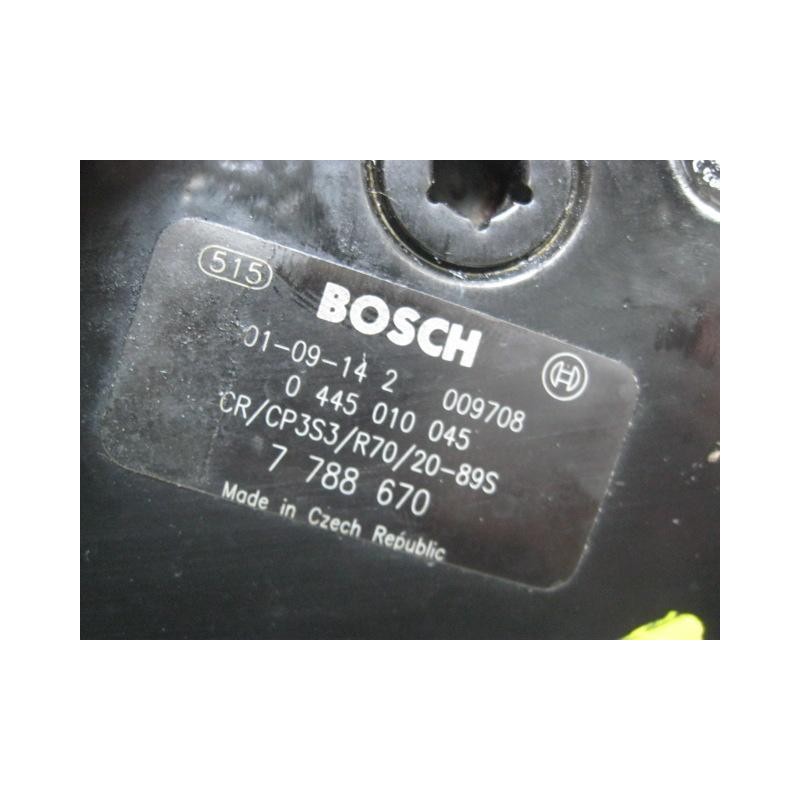 515
BOSCH
01-09-14 2 009708
0 445 010 045
CR/CP3S3/R70/20-89S
7 788 670
Made in Czech Republic